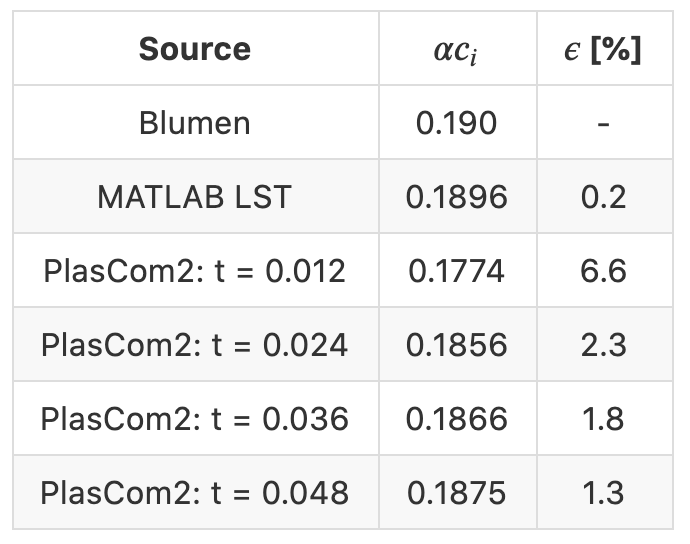 Source αcᵢ ϵ [%]
Blumen 0.190 -
MATLAB LST 0.1896 0.2
PlasCom2: t = 0.012 0.1774 6.6
PlasCom2: t = 0.024 0.1856 2.3
PlasCom2: t = 0.036 0.1866 1.8
PlasCom2: t = 0.048 0.1875 1.3